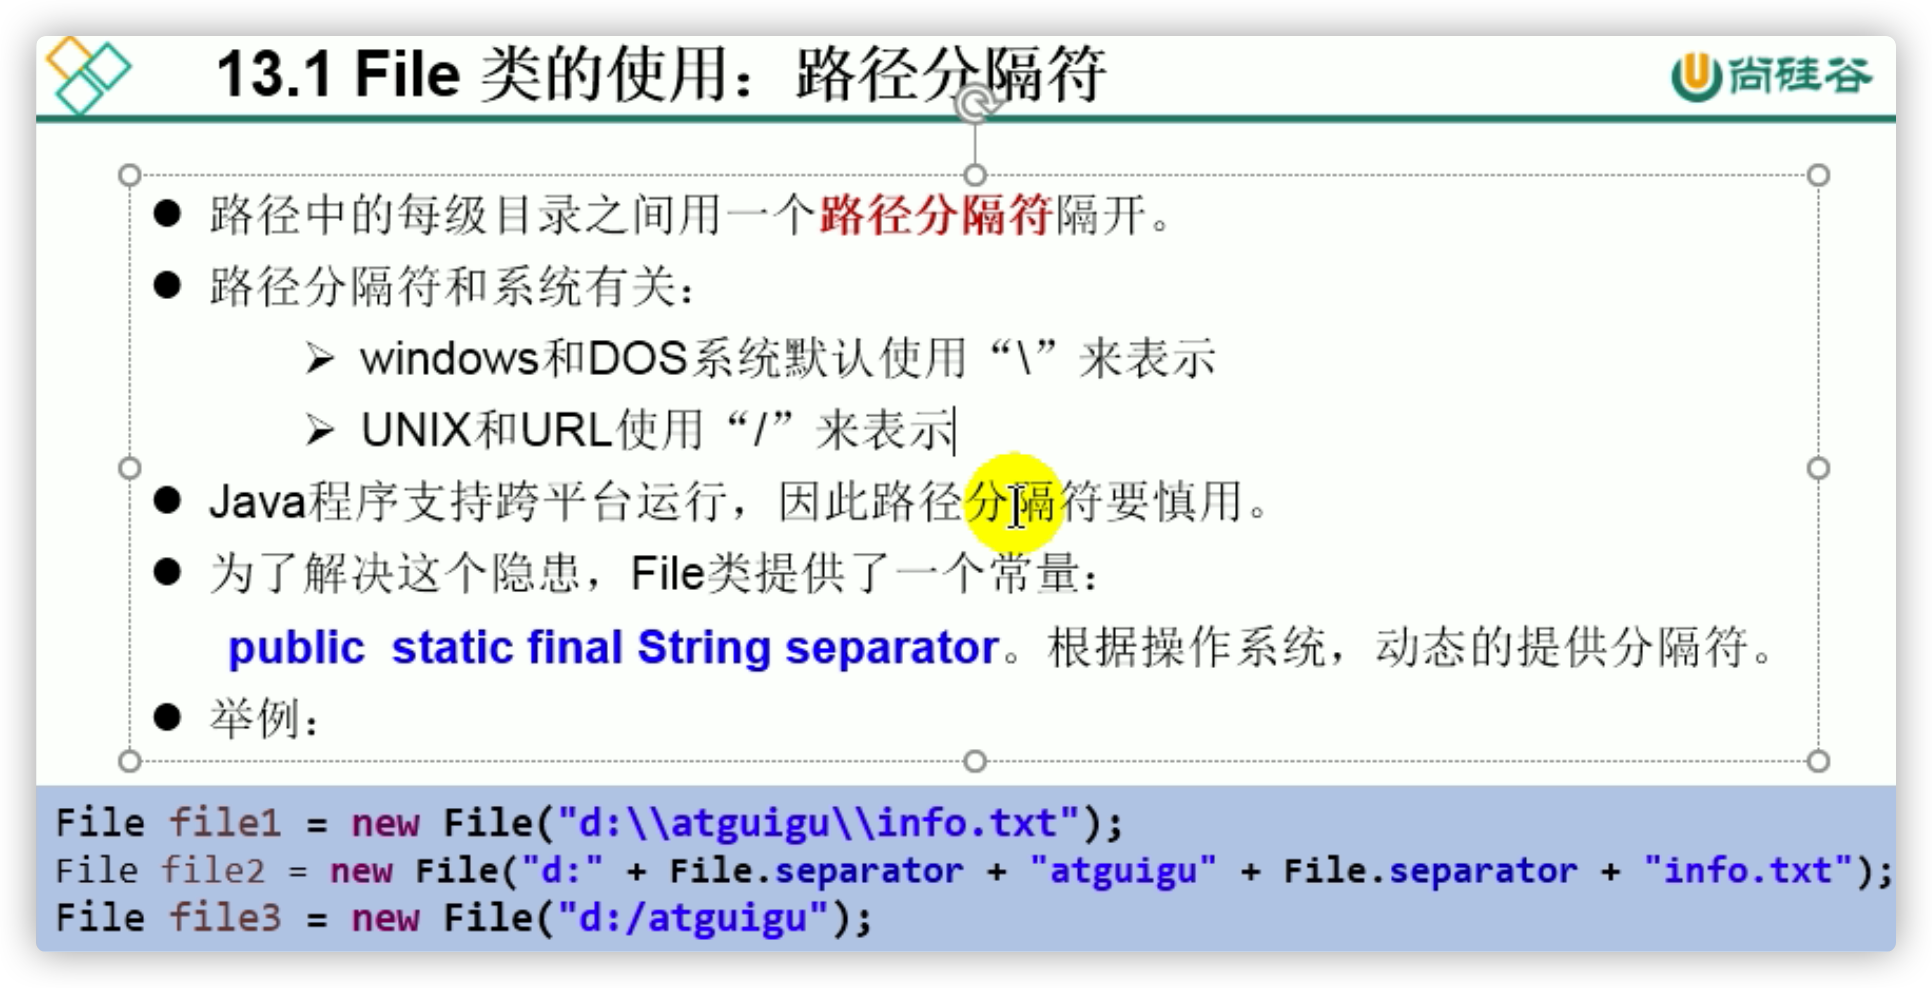 13.1 File 类的使用：路径分隔符
尚硅谷
路径中的每级目录之间用一个路径分隔符隔开。
路径分隔符和系统有关：
windows和DOS系统默认使用“\”来表示
UNIX和URL使用“/”来表示
Java程序支持跨平台运行，因此路径分隔符要慎用。
为了解决这个隐患，File类提供了一个常量：
public static final String separator。根据操作系统，动态的提供分隔符。
举例：
File file1 = new File("d:\\atguigu\\info.txt");
File file2 = new File("d:" + File.separator + "atguigu" + File.separator + "info.txt");
File file3 = new File("d:/atguigu");